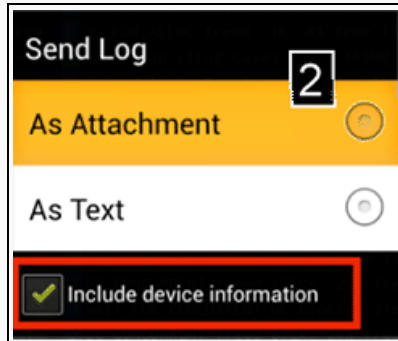 Send Log
2
As Attachment
As Text
Include device information